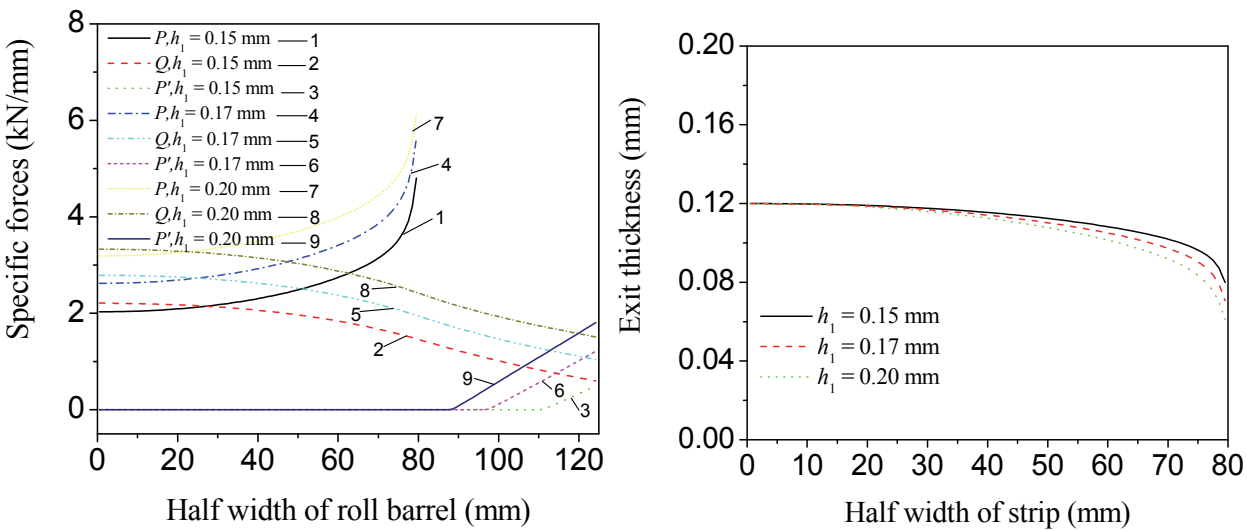 8
6
4
2
0
Specific forces (kN/mm)
P,h₁ = 0.15 mm 1
Q,h₁ = 0.15 mm 2
P',h₁ = 0.15 mm 3
P,h₁ = 0.17 mm 4
Q,h₁ = 0.17 mm 5
P',h₁ = 0.17 mm 6
P,h₁ = 0.20 mm 7
Q,h₁ = 0.20 mm 8
P',h₁ = 0.20 mm 9
7
4
1
8
5
2
9
6
3
0 20 40 60 80 100 120
Half width of roll barrel (mm)
0.20
0.16
0.12
0.08
0.04
0.00
Exit thickness (mm)
h₁ = 0.15 mm
h₁ = 0.17 mm
h₁ = 0.20 mm
0 10 20 30 40 50 60 70 80
Half width of strip (mm)